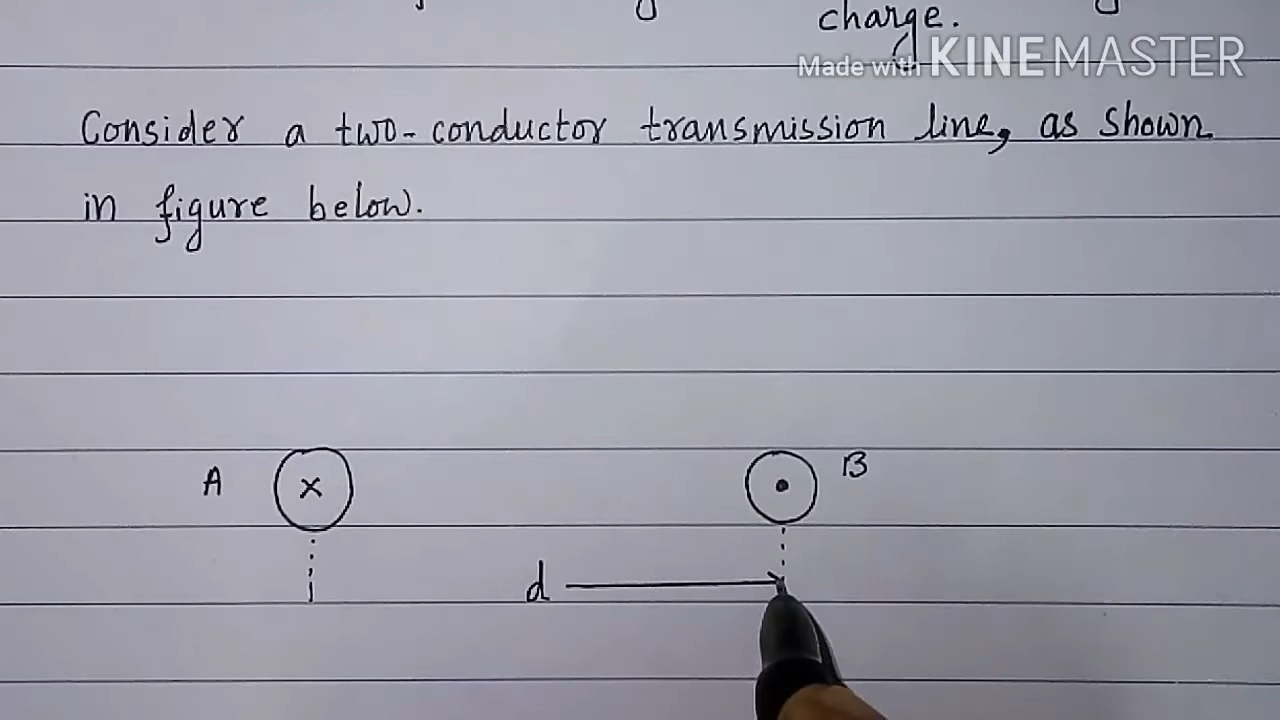 charge.
Made with KINEMASTER
Consider a two-conductor transmission line, as shown
in figure below.
A x B
d